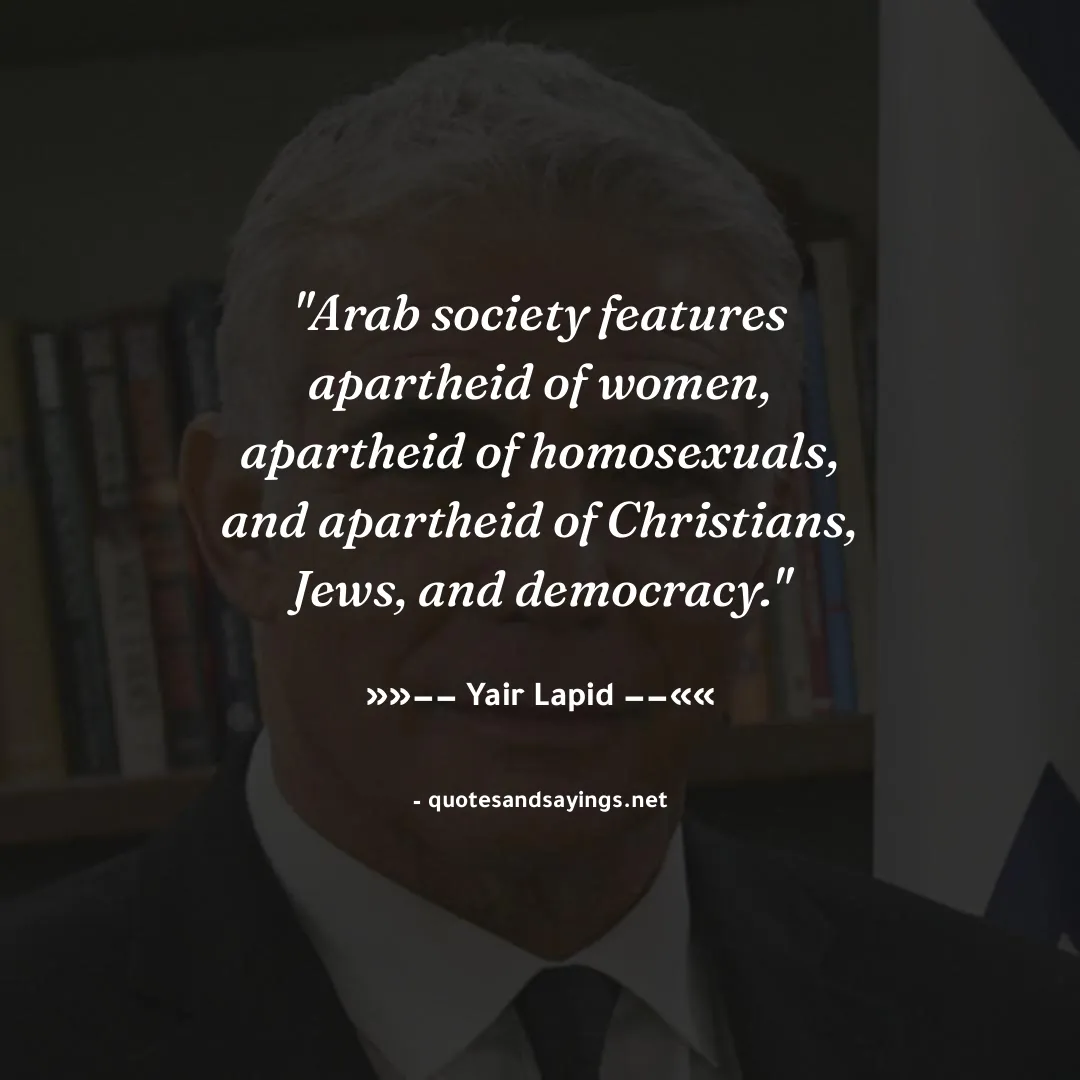 "Arab society features
apartheid of women,
apartheid of homosexuals,
and apartheid of Christians,
Jews, and democracy."
»»−− Yair Lapid −−««
- quotesandsayings.net